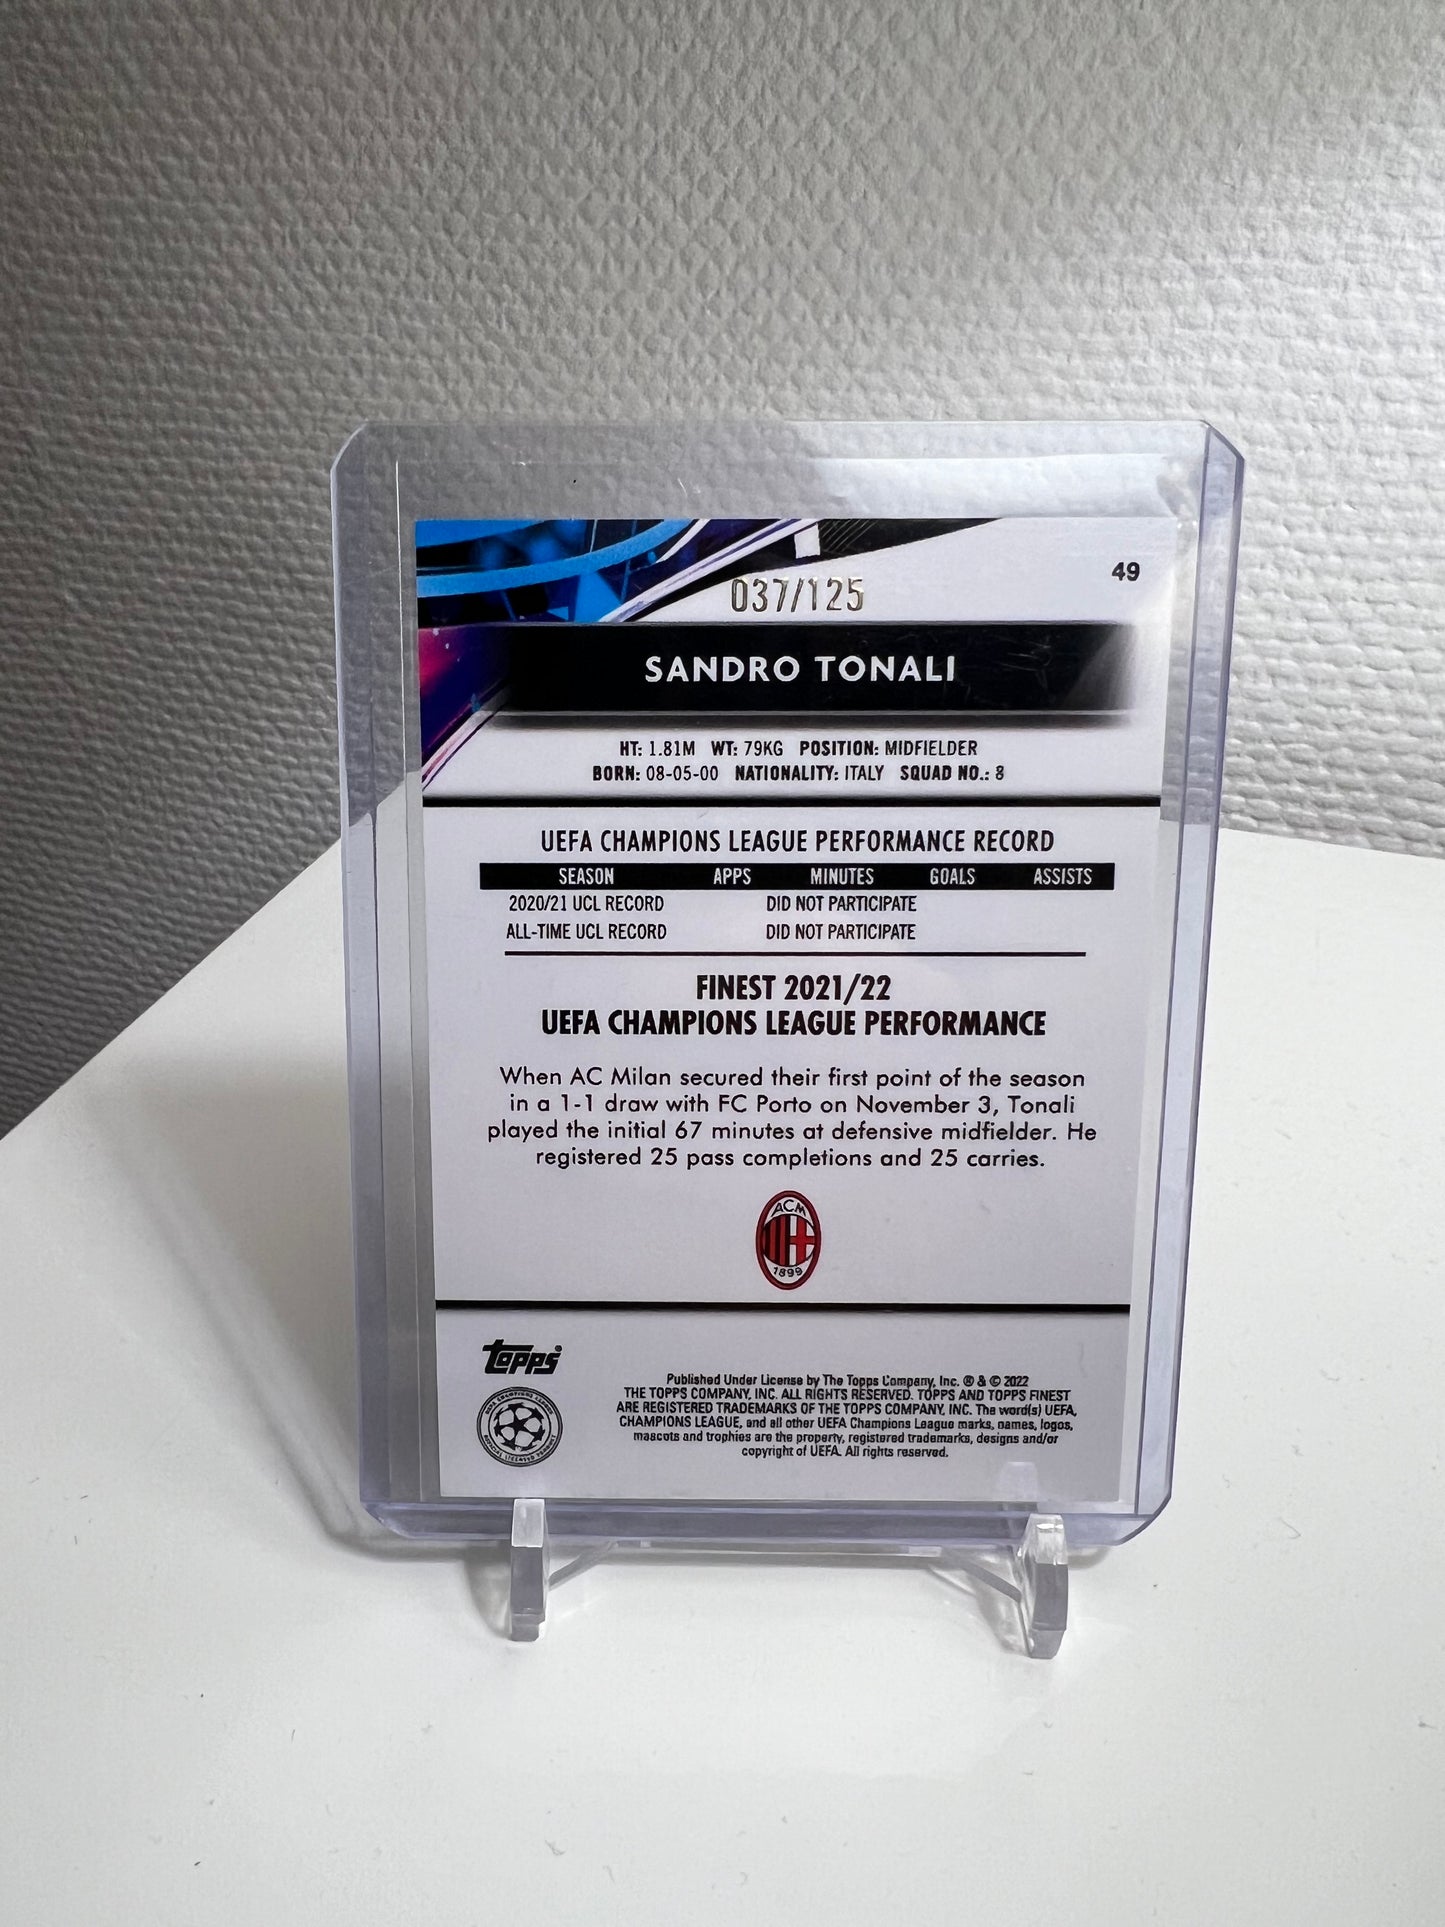 49
037/125
SANDRO TONALI
HT: 1.81M WT: 79KG POSITION: MIDFIELDER
BORN: 08-05-00 NATIONALITY: ITALY SQUAD NO.: 8
UEFA CHAMPIONS LEAGUE PERFORMANCE RECORD
SEASON APPS MINUTES GOALS ASSISTS
2020/21 UCL RECORD DID NOT PARTICIPATE
ALL-TIME UCL RECORD DID NOT PARTICIPATE
FINEST 2021/22
UEFA CHAMPIONS LEAGUE PERFORMANCE
When AC Milan secured their first point of the season
in a 1-1 draw with FC Porto on November 3, Tonali
played the initial 67 minutes at defensive midfielder. He
registered 25 pass completions and 25 carries.
ACM
1899
Topps
Published Under License by The Topps Company, Inc. ® & © 2022
THE TOPPS COMPANY, INC. ALL RIGHTS RESERVED. TOPPS AND TOPPS FINEST
ARE REGISTERED TRADEMARKS OF THE TOPPS COMPANY, INC. The word(s) UEFA,
CHAMPIONS LEAGUE, and all other UEFA Champions League marks, names, logos,
mascots and trophies are the property, registered trademarks, designs and/or
copyright of UEFA. All rights reserved.